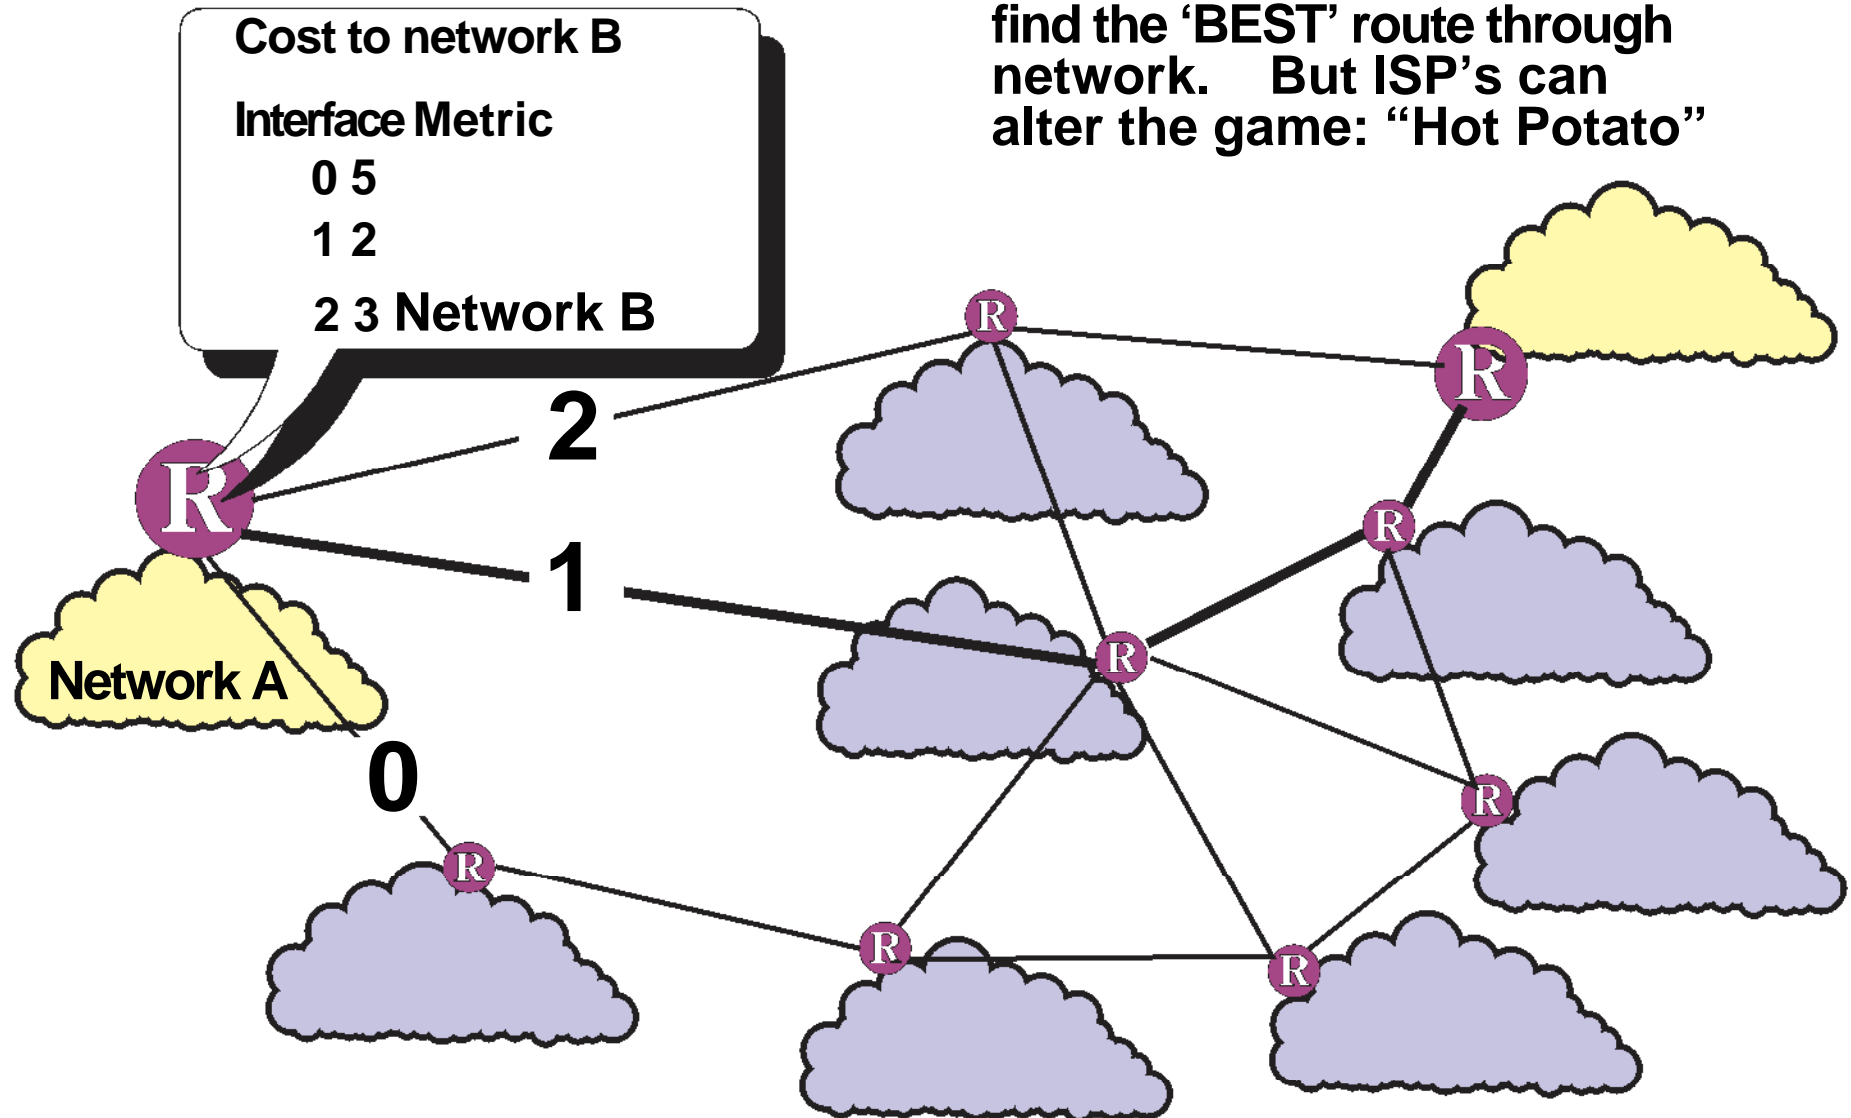 Cost to network B
Interface Metric
0 5
1 2
2 3 Network B
find the ‘BEST’ route through
network. But ISP’s can
alter the game: “Hot Potato”
R
R
2
R
1
R
R
Network A
0
R
R
R
R